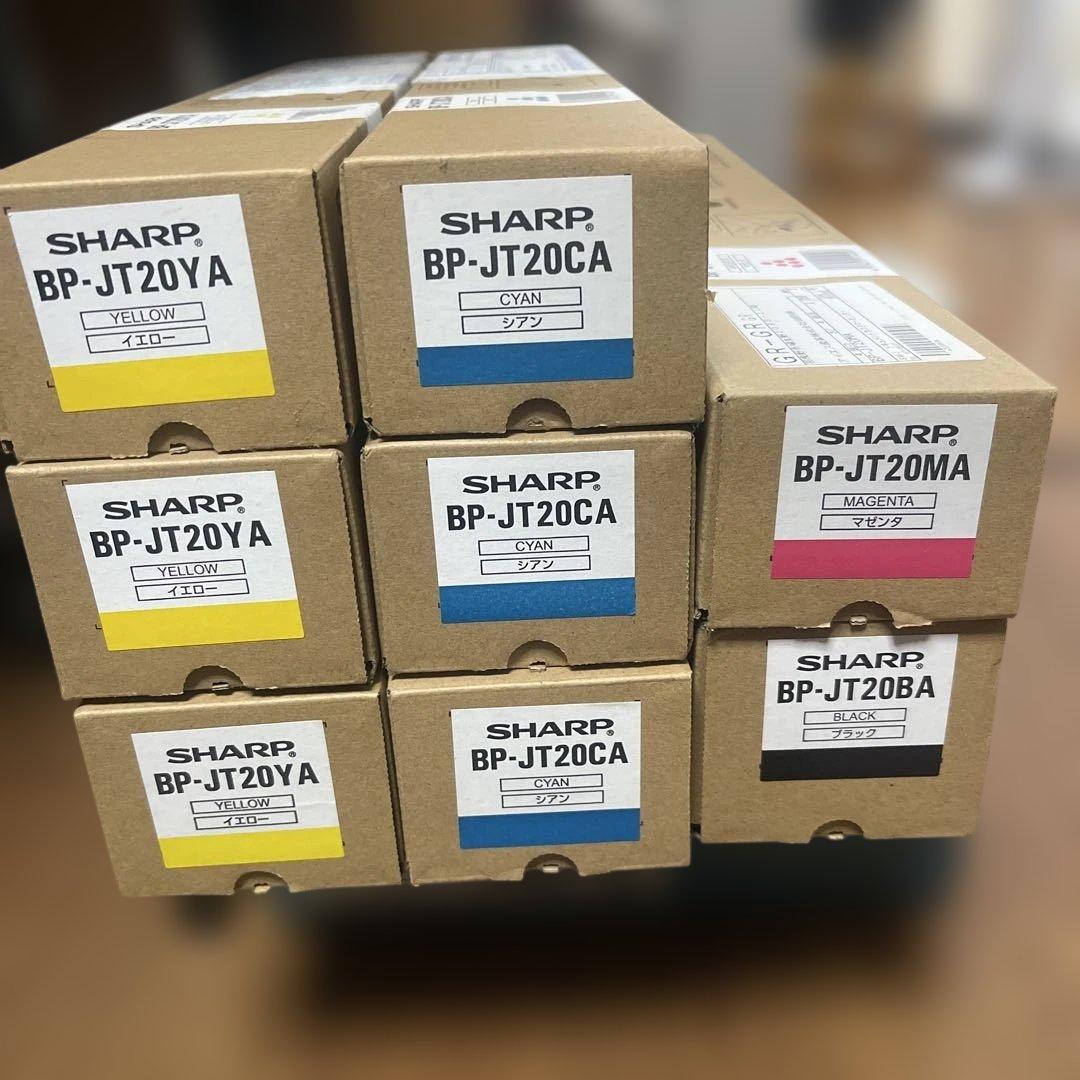 SHARP®
BP-JT20YA
YELLOW
イエロー
SHARP®
BP-JT20CA
CYAN
シアン
SHARP®
BP-JT20YA
YELLOW
イエロー
SHARP®
BP-JT20CA
CYAN
シアン
GP-GR
SHARP®
BP-JT20MA
MAGENTA
マゼンタ
SHARP®
BP-JT20YA
YELLOW
イエロー
SHARP®
BP-JT20CA
CYAN
シアン
SHARP®
BP-JT20BA
BLACK
ブラック